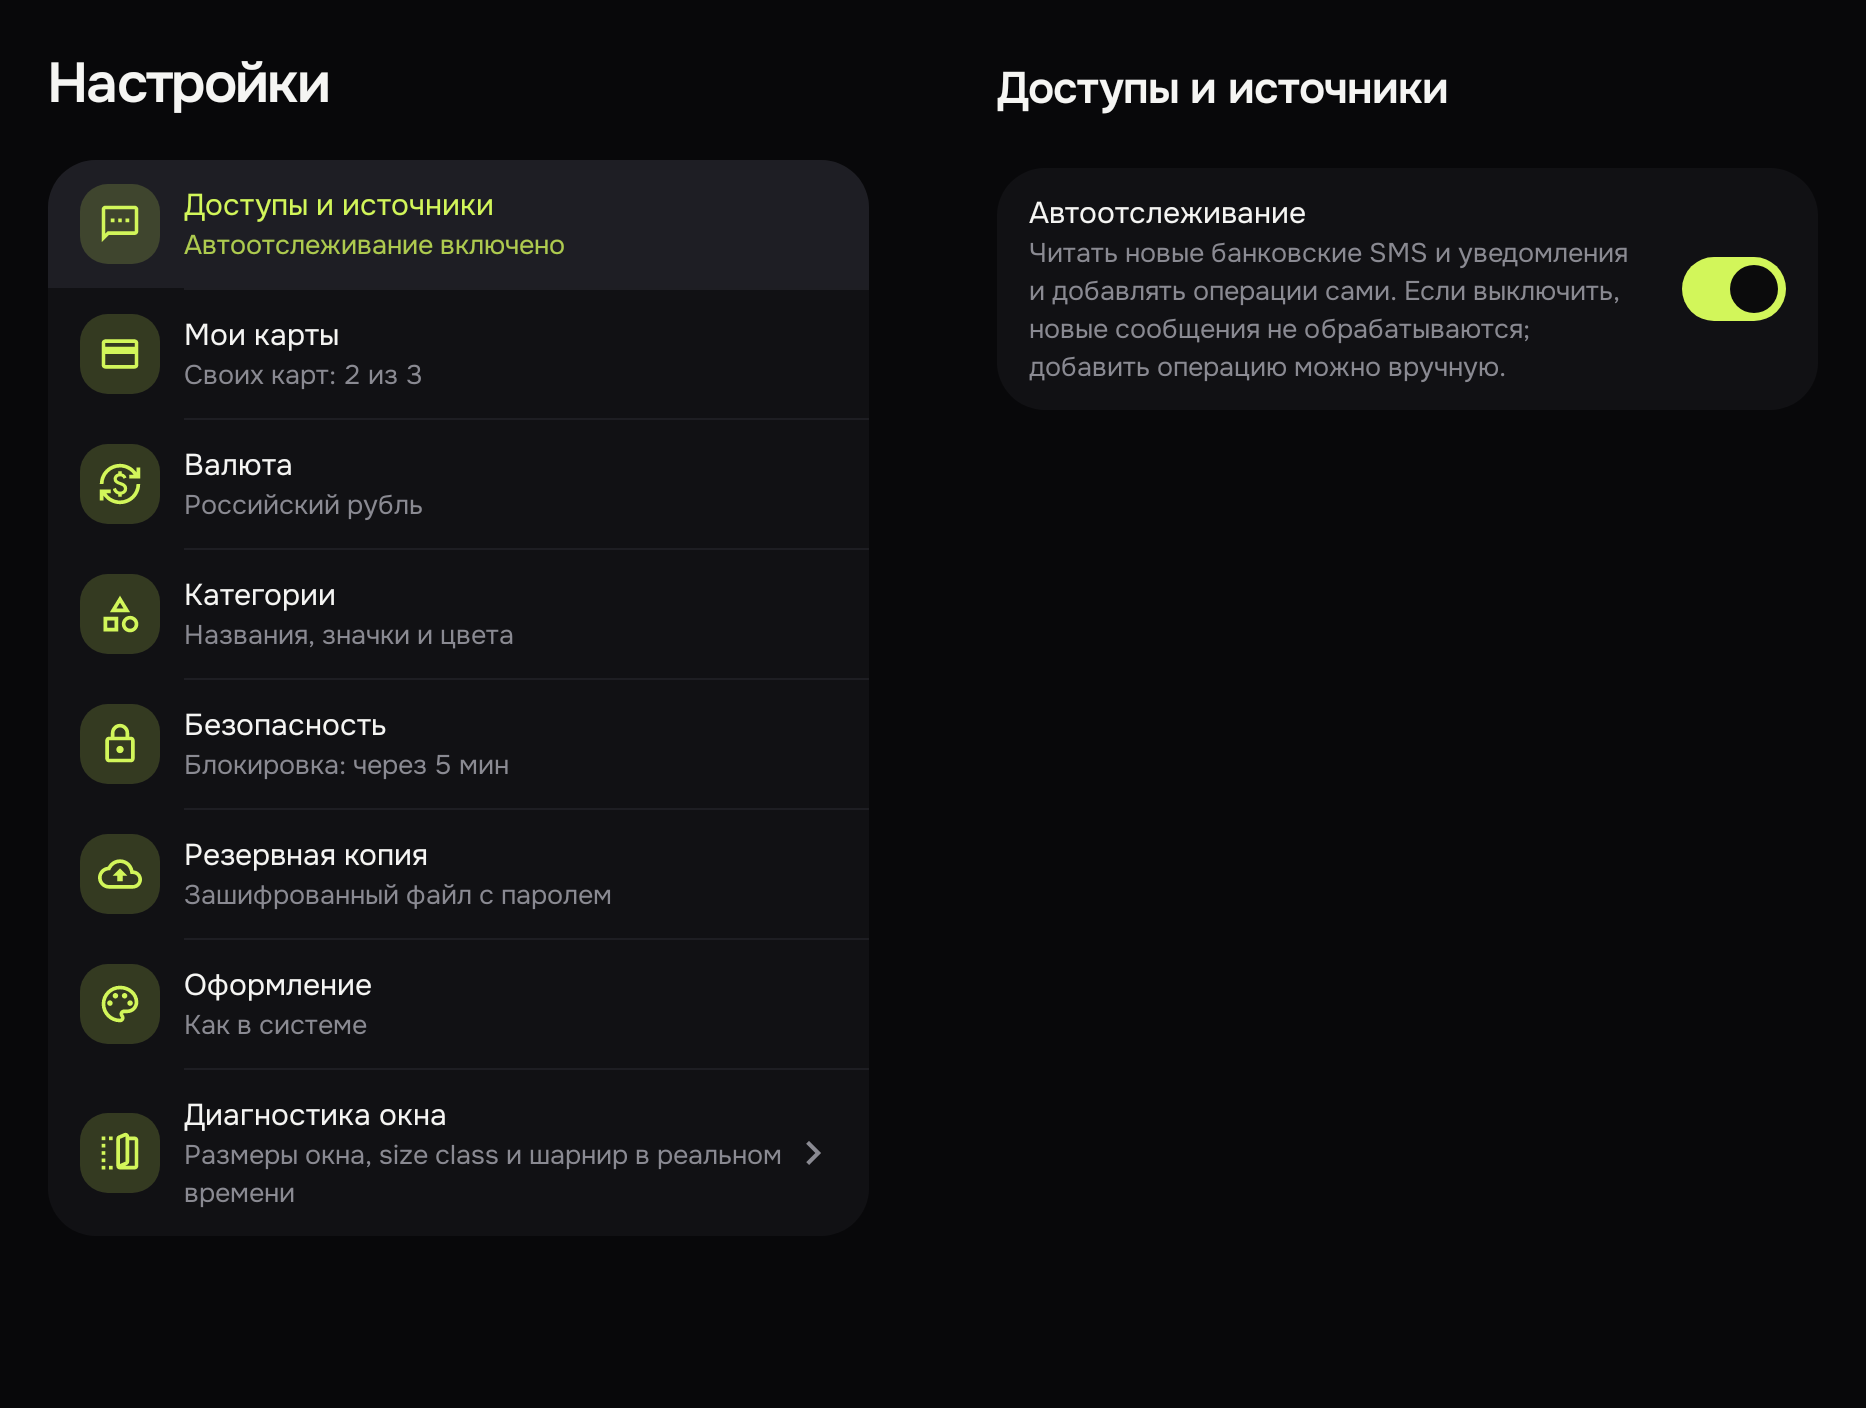 Настройки
Доступы и источники
Автоотслеживание включено
Мои карты
Своих карт: 2 из 3
Валюта
Российский рубль
Категории
Названия, значки и цвета
Безопасность
Блокировка: через 5 мин
Резервная копия
Зашифрованный файл с паролем
Оформление
Как в системе
Диагностика окна
Размеры окна, size class и шарнир в реальном
времени
Доступы и источники
Автоотслеживание
Читать новые банковские SMS и уведомления
и добавлять операции сами. Если выключить,
новые сообщения не обрабатываются;
добавить операцию можно вручную.